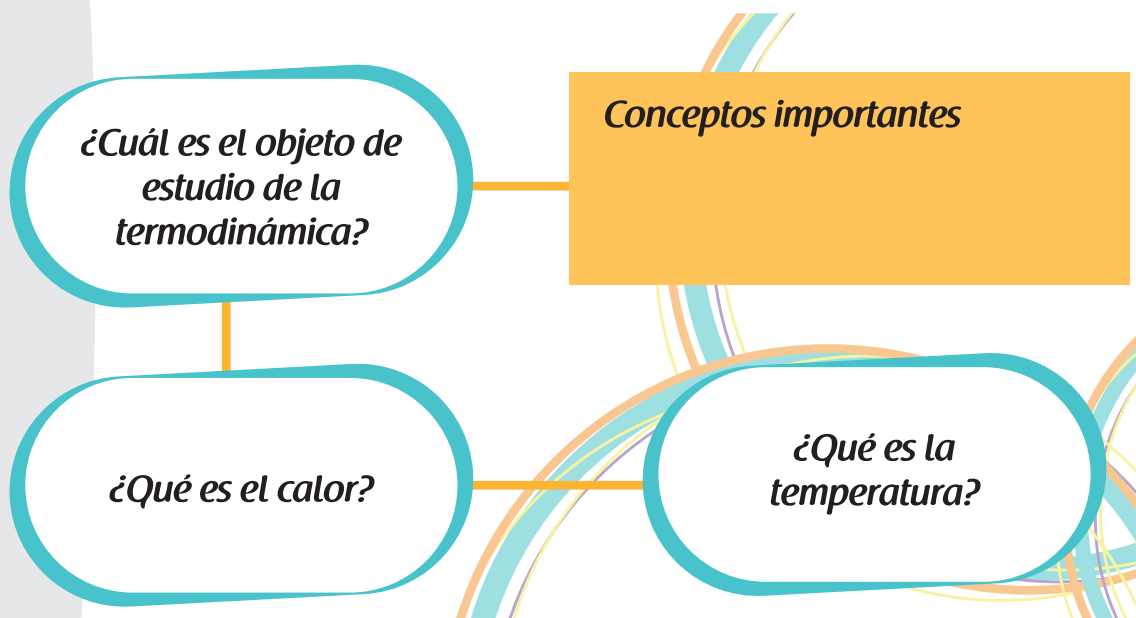 ¿Cuál es el objeto de
estudio de la
termodinámica?
Conceptos importantes
¿Qué es el calor?
¿Qué es la
temperatura?